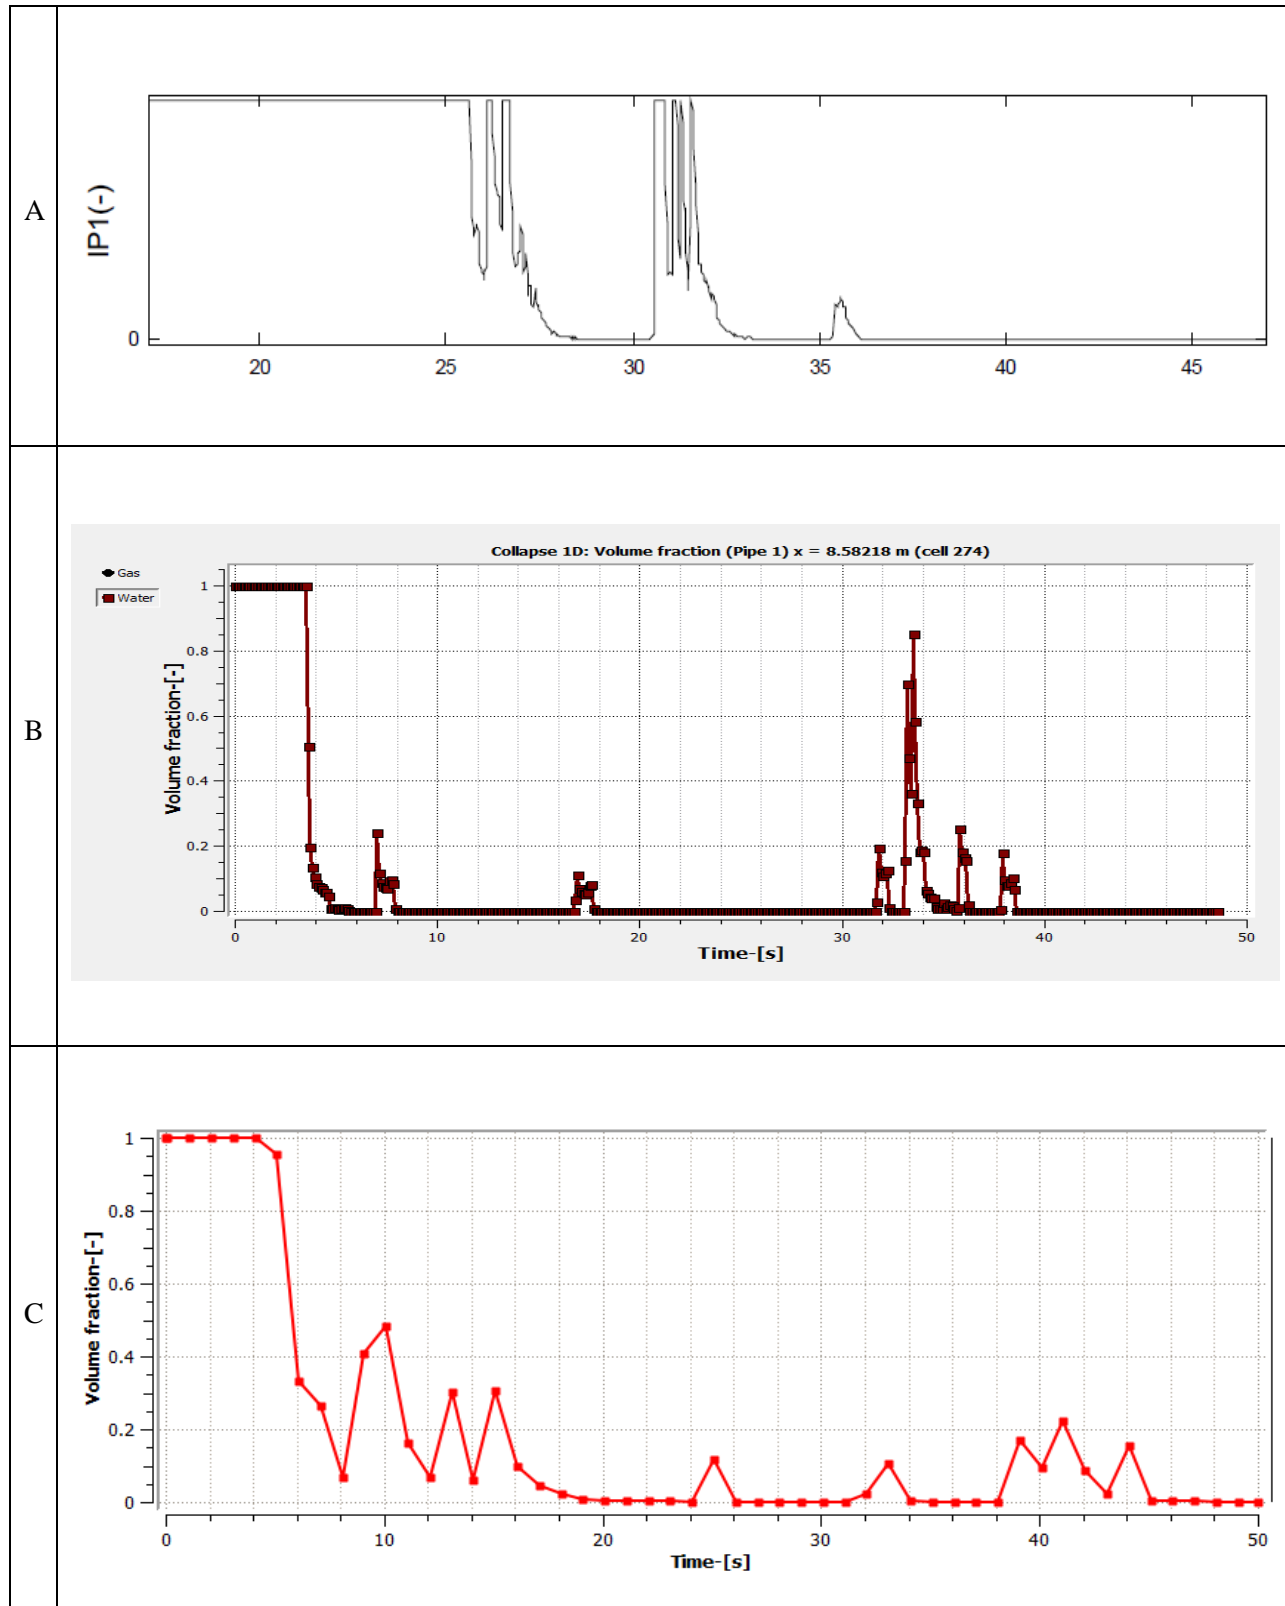 A
IP1(-)
0
20 25 30 35 40 45
B
Collapse 1D: Volume fraction (Pipe 1) x = 8.58218 m (cell 274)
Gas
Water
Volume fraction-[-]
1
0.8
0.6
0.4
0.2
0
0 10 20 30 40 50
Time-[s]
C
Volume fraction-[-]
1
0.8
0.6
0.4
0.2
0
0 10 20 30 40 50
Time-[s]